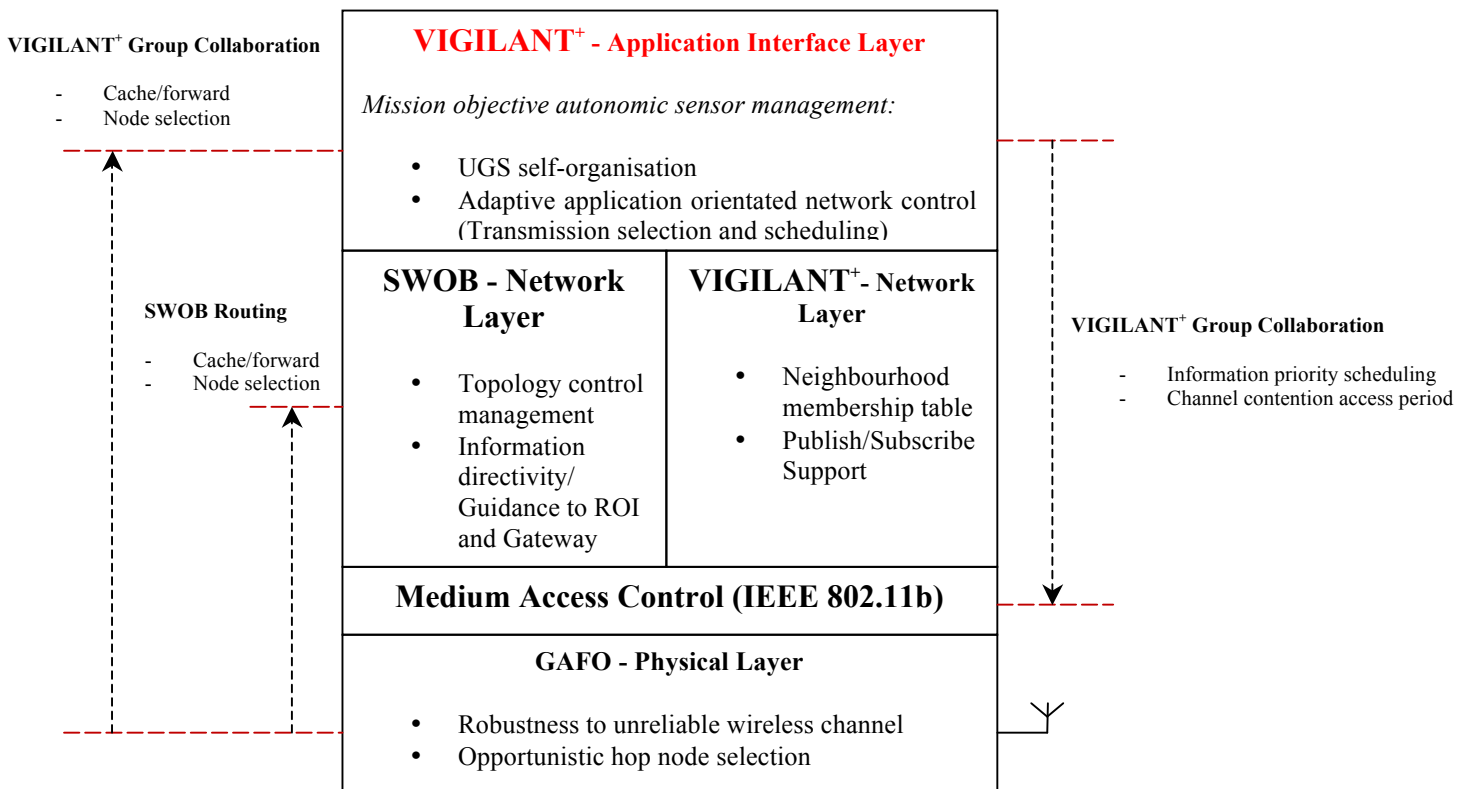 VIGILANT+ Group Collaboration
- Cache/forward
- Node selection
SWOB Routing
- Cache/forward
- Node selection
VIGILANT+ - Application Interface Layer
Mission objective autonomic sensor management:
• UGS self-organisation
• Adaptive application orientated network control
(Transmission selection and scheduling)
SWOB - Network
Layer
• Topology control
management
• Information
directivity/
Guidance to ROI
and Gateway
VIGILANT+- Network
Layer
• Neighbourhood
membership table
• Publish/Subscribe
Support
Medium Access Control (IEEE 802.11b)
GAFO - Physical Layer
• Robustness to unreliable wireless channel
• Opportunistic hop node selection
VIGILANT+ Group Collaboration
- Information priority scheduling
- Channel contention access period